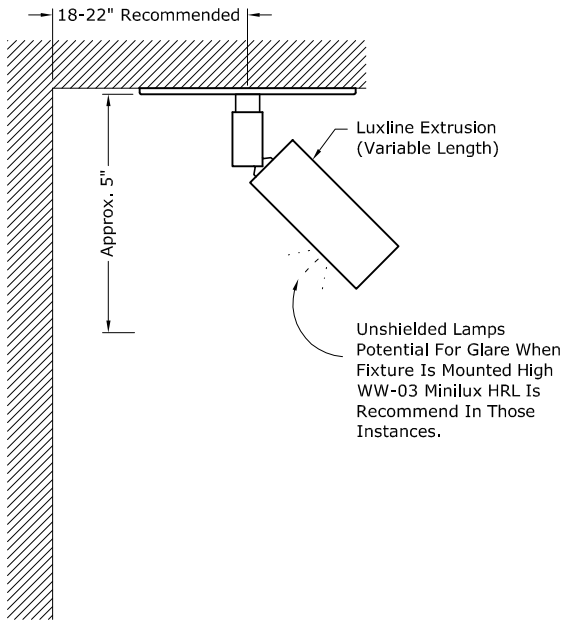 18-22" Recommended
Luxline Extrusion
(Variable Length)
Approx. 5"
Unshielded Lamps
Potential For Glare When
Fixture Is Mounted High
WW-03 Minilux HRL Is
Recommend In Those
Instances.